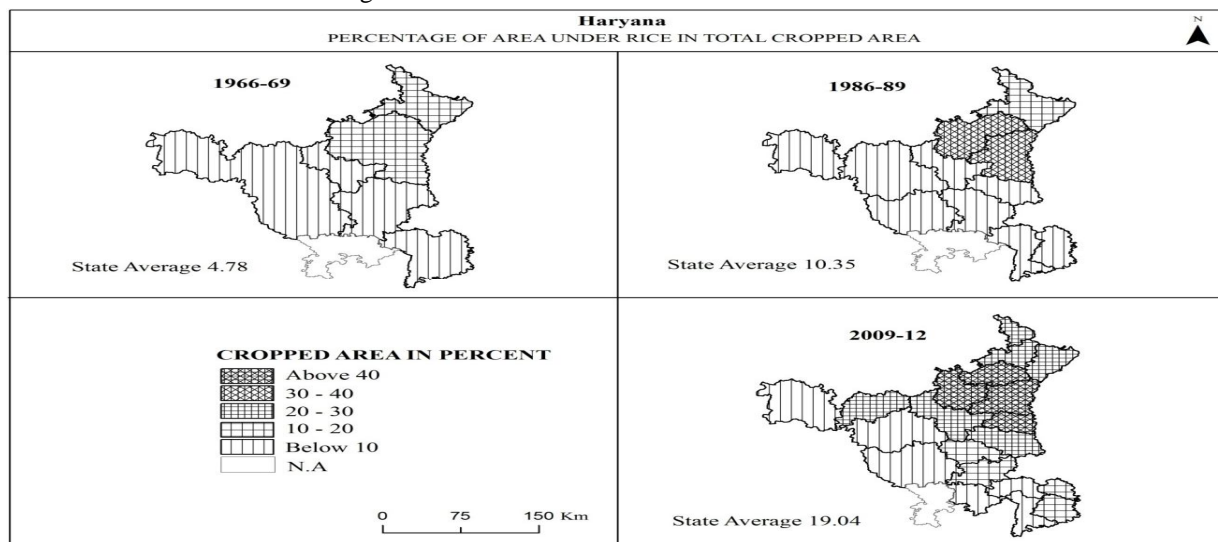 Haryana
PERCENTAGE OF AREA UNDER RICE IN TOTAL CROPPED AREA
N
1966-69
State Average 4.78
1986-89
State Average 10.35
CROPPED AREA IN PERCENT
Above 40
30 - 40
20 - 30
10 - 20
Below 10
N.A
0 75 150 Km
2009-12
State Average 19.04